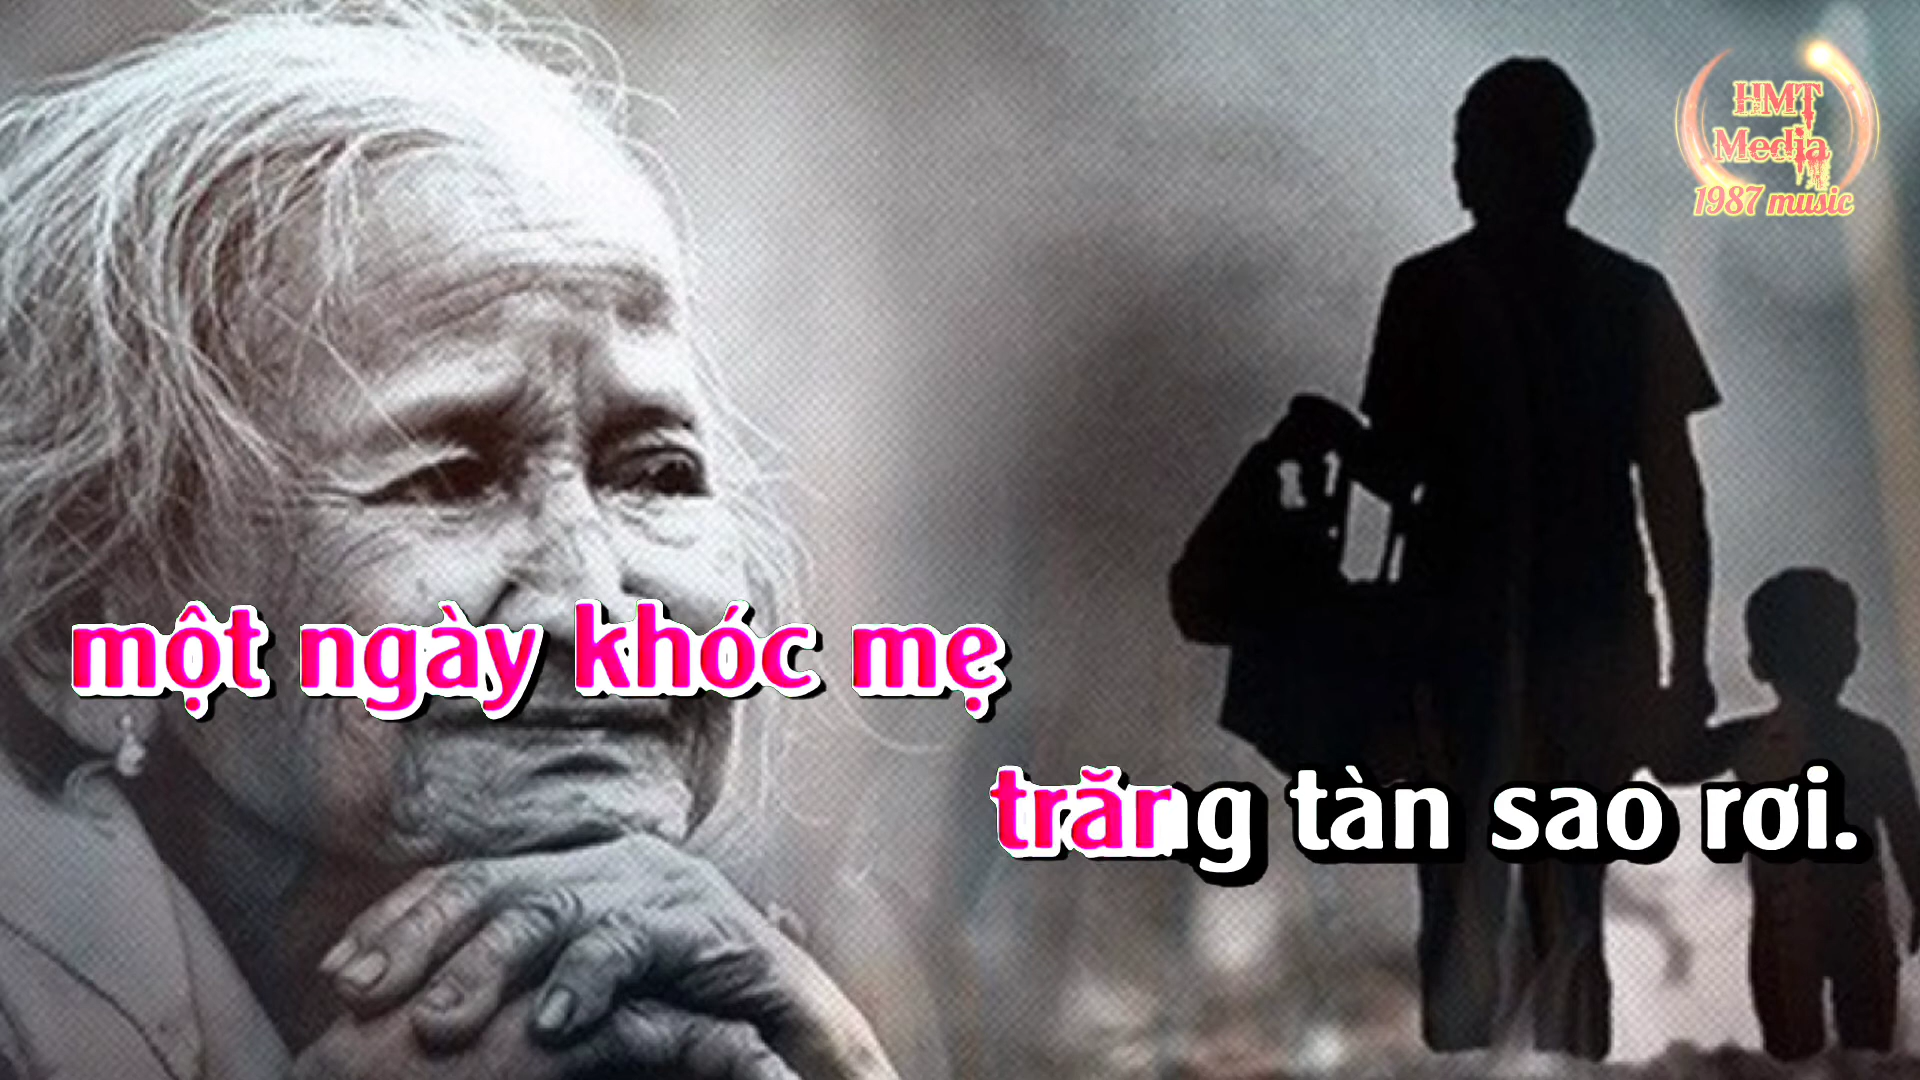 HMT
Media
1987 music
một ngày khóc mẹ
trăng tàn sao rơi.